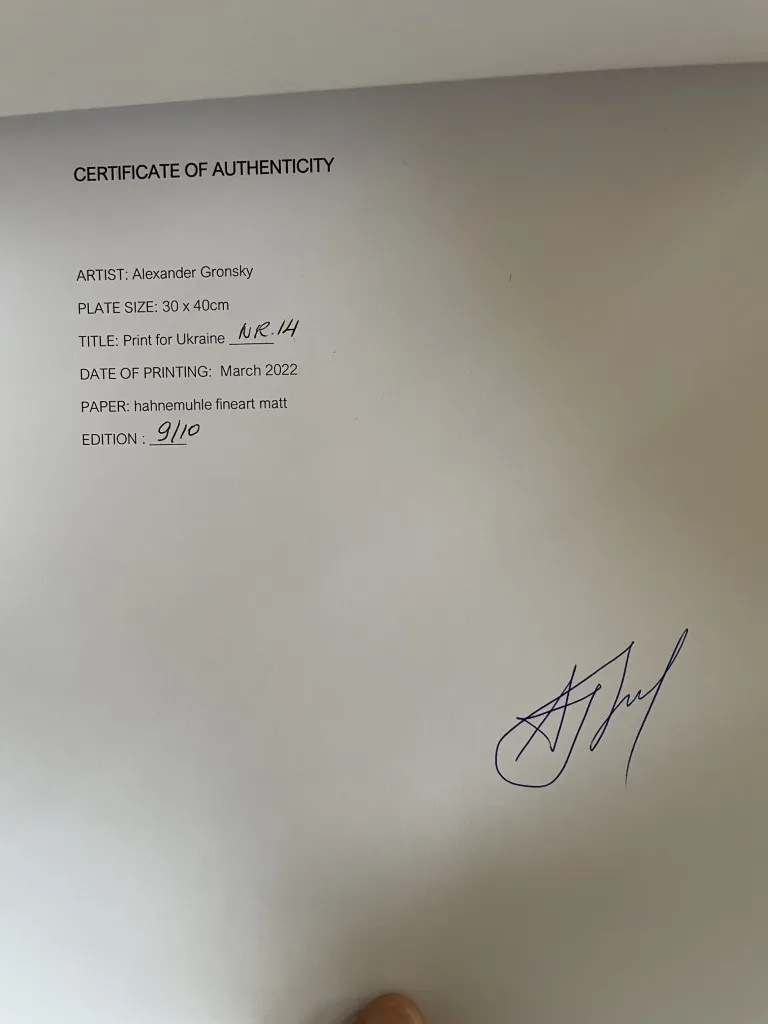 CERTIFICATE OF AUTHENTICITY
ARTIST: Alexander Gronsky
PLATE SIZE: 30 x 40cm
TITLE: Print for Ukraine NR.14
DATE OF PRINTING: March 2022
PAPER: hahnemuhle fineart matt
EDITION : 9/10